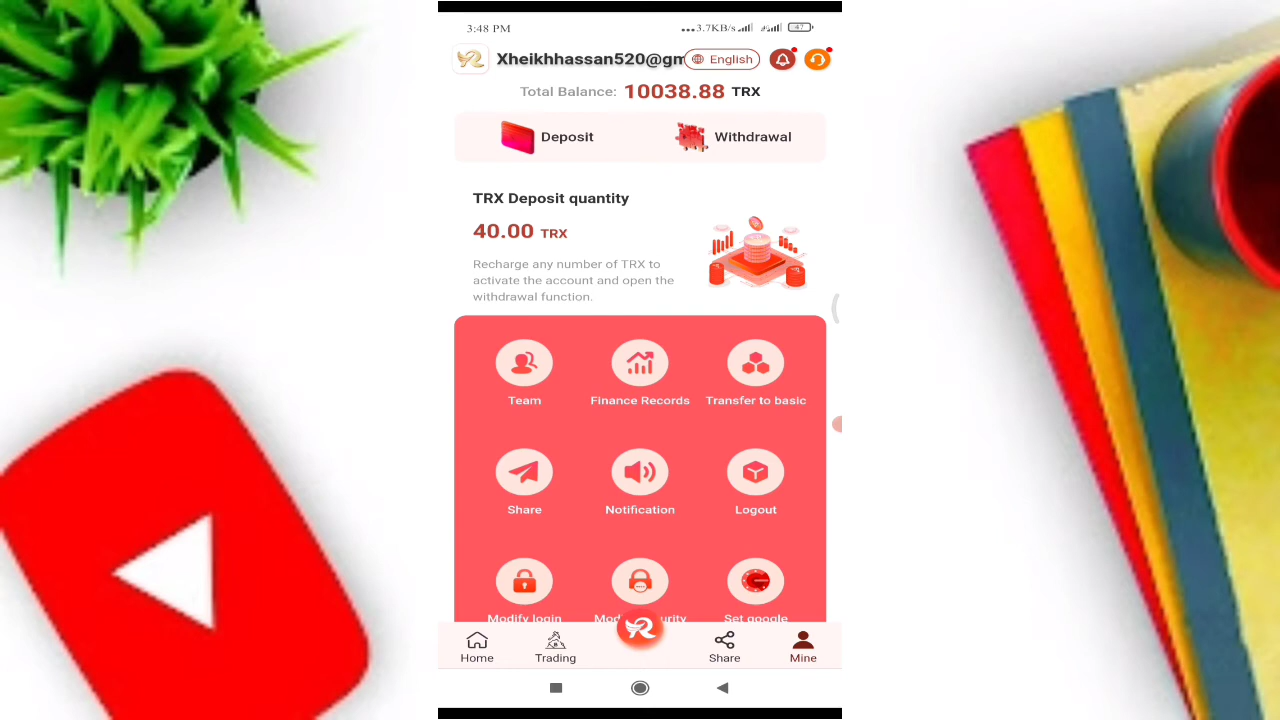 3:48 PM
3.7KB/s
47
Xheikhhassan520@gm
English
Total Balance: 10038.88 TRX
Deposit
Withdrawal
TRX Deposit quantity
40.00 TRX
Recharge any number of TRX to
activate the account and open the
withdrawal function.
Team
Finance Records
Transfer to basic
Share
Notification
Logout
Modify login
Set google
Home
Trading
Share
Mine